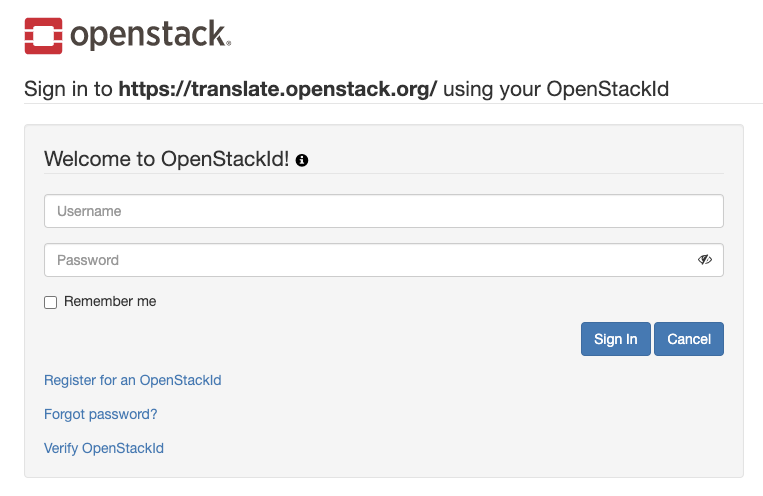 openstack.
Sign in to https://translate.openstack.org/ using your OpenStackId
Welcome to OpenStackId!
Username
Password
Remember me
Sign In
Cancel
Register for an OpenStackId
Forgot password?
Verify OpenStackId